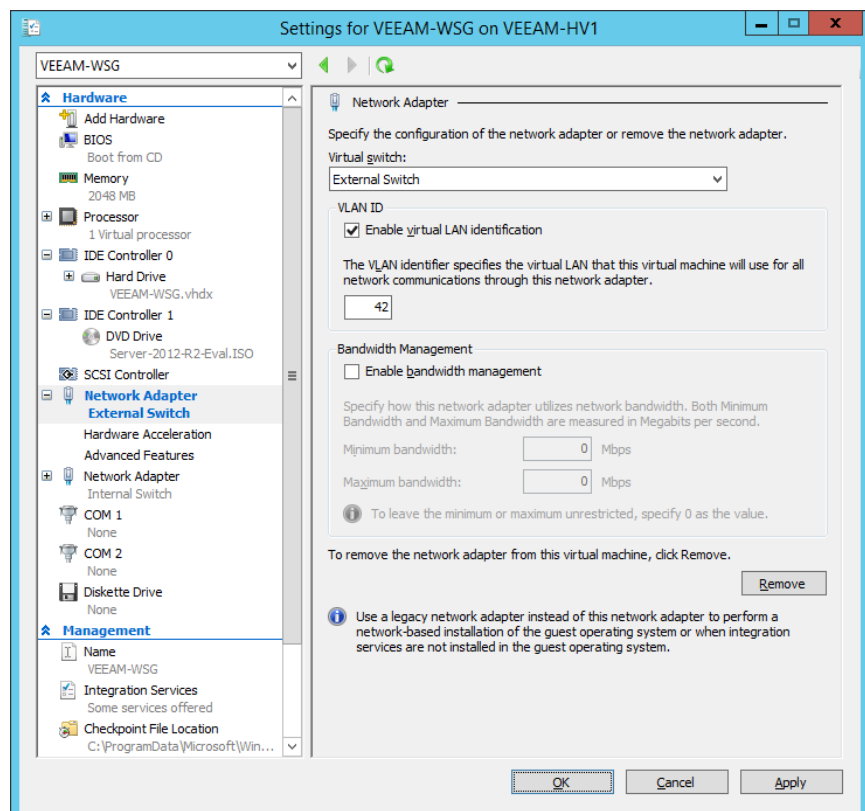 Settings for VEEAM-WSG on VEEAM-HV1
VEEAM-WSG
Hardware
Add Hardware
BIOS
Boot from CD
Memory
2048 MB
Processor
1 Virtual processor
IDE Controller 0
Hard Drive
VEEAM-WSG.vhdx
IDE Controller 1
DVD Drive
Server-2012-R2-Eval.ISO
SCSI Controller
Network Adapter
External Switch
Hardware Acceleration
Advanced Features
Network Adapter
Internal Switch
COM 1
None
COM 2
None
Diskette Drive
None
Management
Name
VEEAM-WSG
Integration Services
Some services offered
Checkpoint File Location
C:\ProgramData\Microsoft\Win...
Network Adapter
Specify the configuration of the network adapter or remove the network adapter.
Virtual switch:
External Switch
VLAN ID
Enable virtual LAN identification
The VLAN identifier specifies the virtual LAN that this virtual machine will use for all
network communications through this network adapter.
42
Bandwidth Management
Enable bandwidth management
Specify how this network adapter utilizes network bandwidth. Both Minimum
Bandwidth and Maximum Bandwidth are measured in Megabits per second.
Minimum bandwidth: 0 Mbps
Maximum bandwidth: 0 Mbps
To leave the minimum or maximum unrestricted, specify 0 as the value.
To remove the network adapter from this virtual machine, click Remove.
Remove
Use a legacy network adapter instead of this network adapter to perform a
network-based installation of the guest operating system or when integration
services are not installed in the guest operating system.
OK Cancel Apply